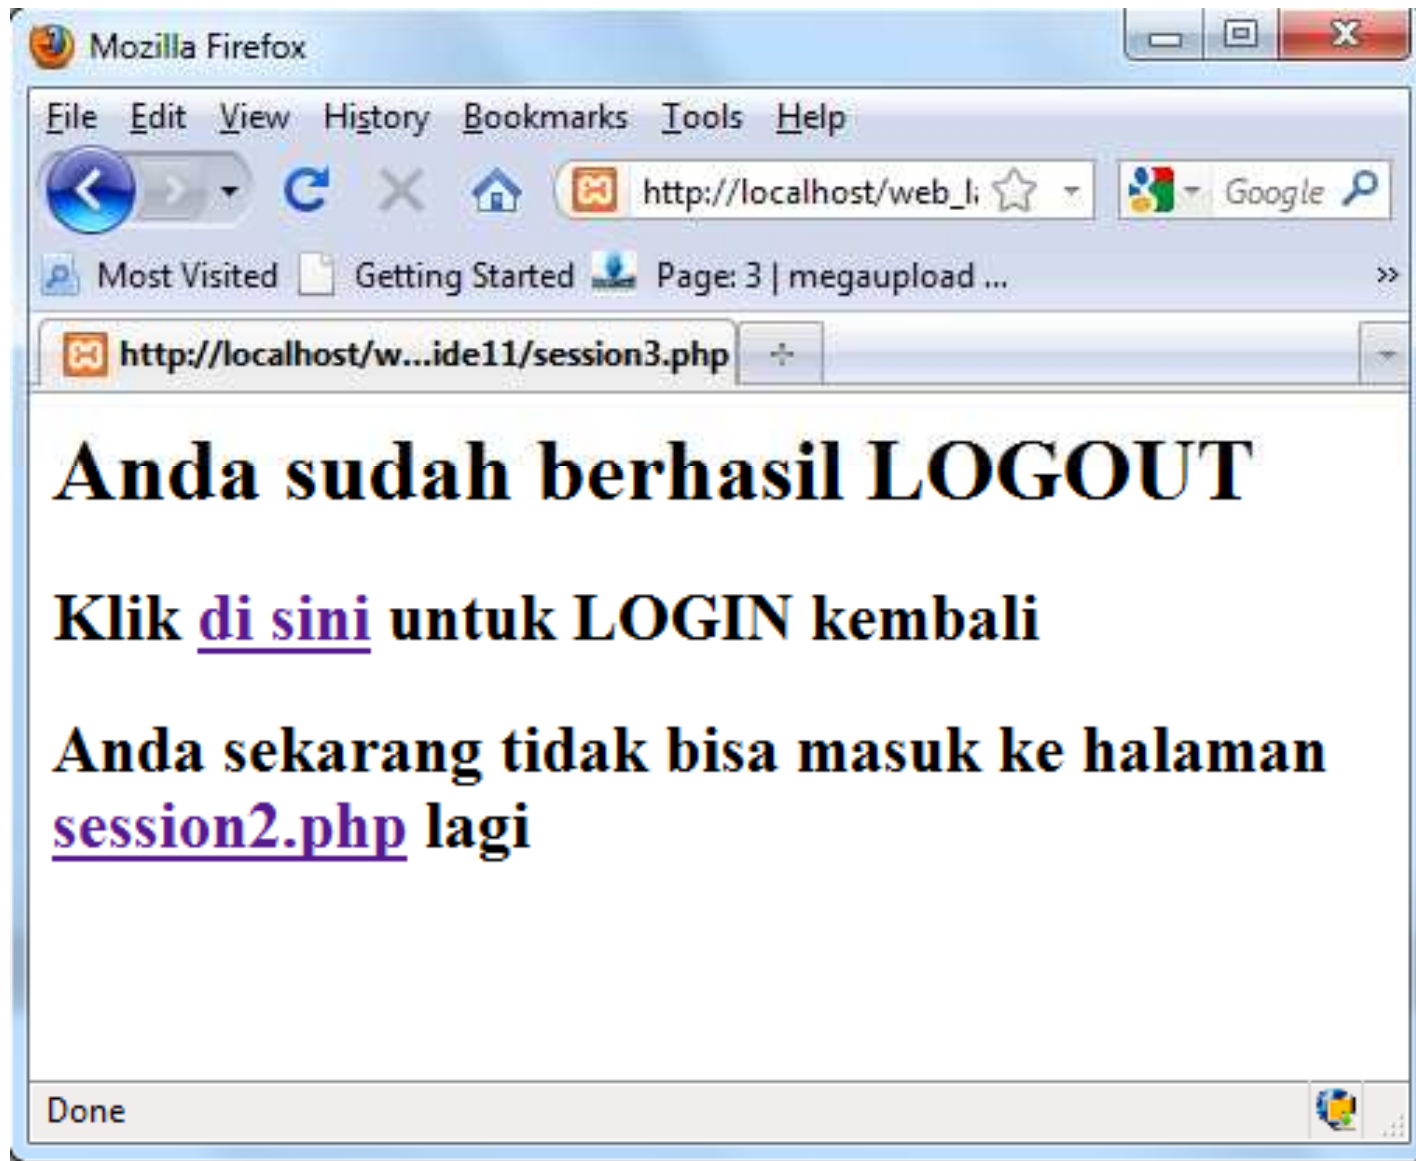 Mozilla Firefox
File Edit View History Bookmarks Tools Help
http://localhost/web_l Google
Most Visited Getting Started Page: 3 | megaupload ... »
http://localhost/w...ide11/session3.php
Anda sudah berhasil LOGOUT
Klik di sini untuk LOGIN kembali
Anda sekarang tidak bisa masuk ke halaman
session2.php lagi
Done